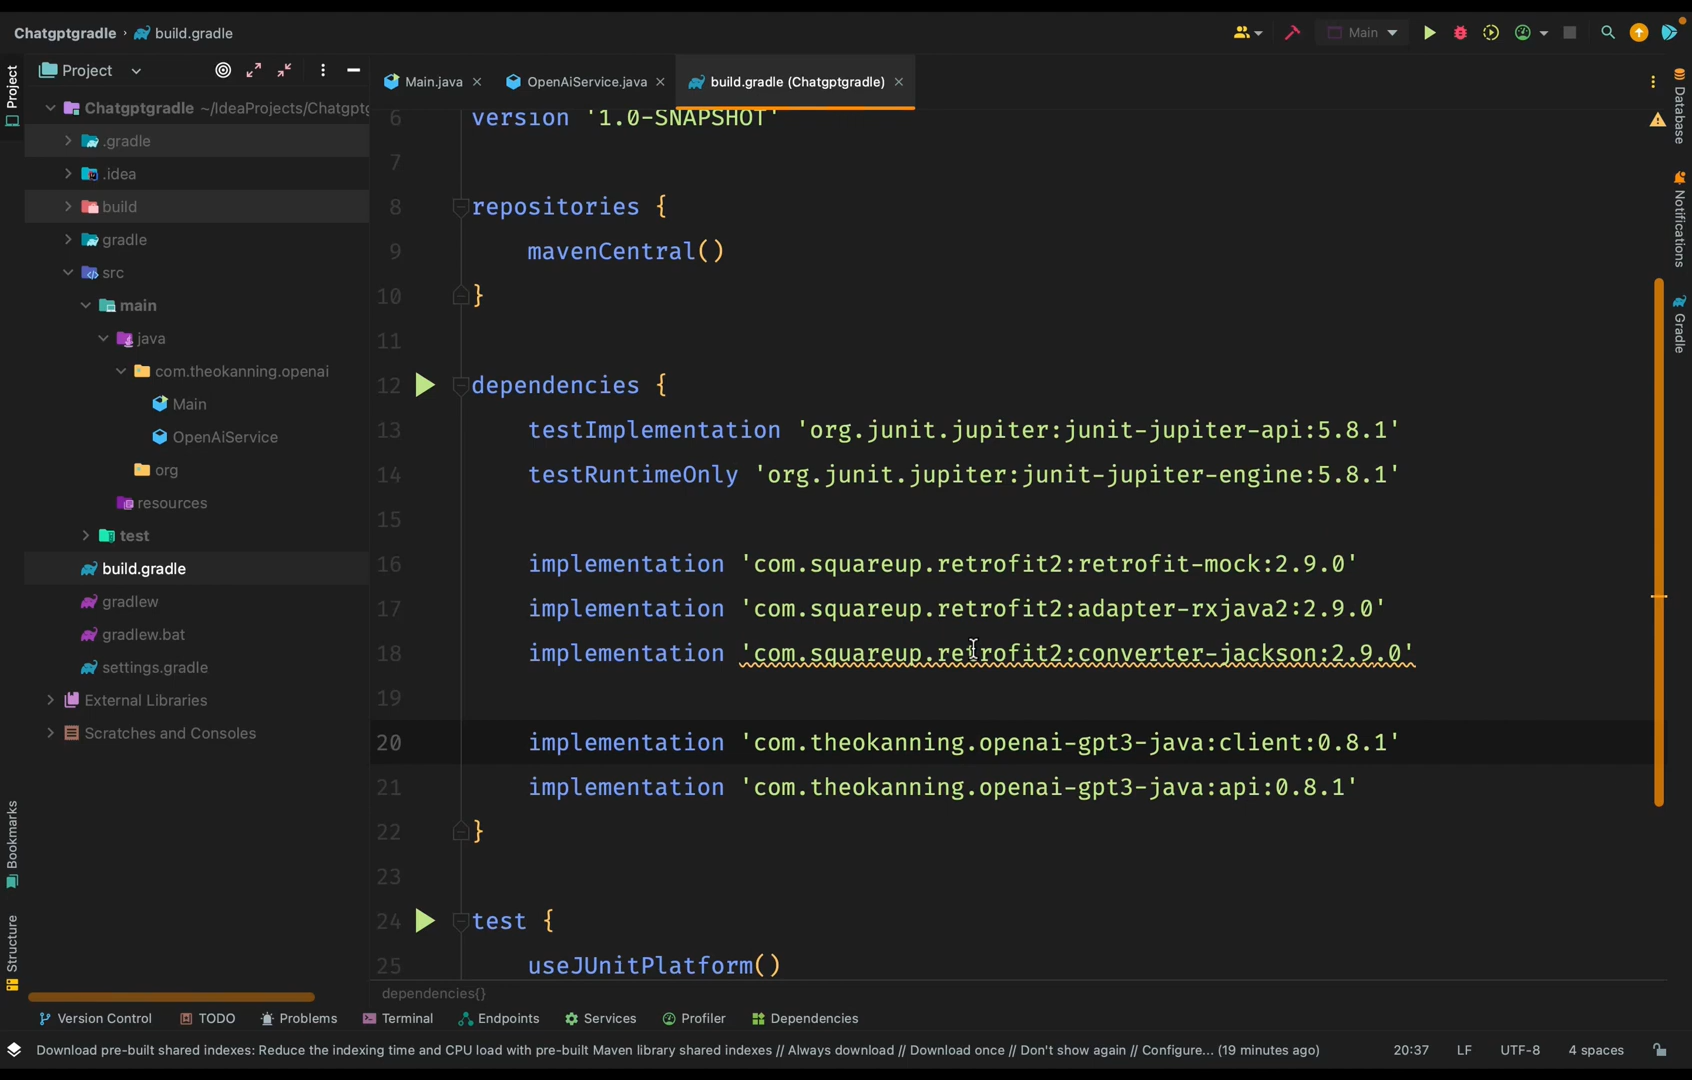 Chatgptgradle › build.gradle
Main
Project
Main.java
OpenAiService.java
build.gradle (Chatgptgradle)
Project
Chatgptgradle ~/IdeaProjects/Chatgptg
.gradle
.idea
build
gradle
src
main
java
com.theokanning.openai
Main
OpenAiService
org
resources
test
build.gradle
gradlew
gradlew.bat
settings.gradle
External Libraries
Scratches and Consoles
Bookmarks
Structure
6 version '1.0-SNAPSHOT'
7
8 repositories {
9 mavenCentral()
10 }
11
12 dependencies {
13 testImplementation 'org.junit.jupiter:junit-jupiter-api:5.8.1'
14 testRuntimeOnly 'org.junit.jupiter:junit-jupiter-engine:5.8.1'
15
16 implementation 'com.squareup.retrofit2:retrofit-mock:2.9.0'
17 implementation 'com.squareup.retrofit2:adapter-rxjava2:2.9.0'
18 implementation 'com.squareup.retrofit2:converter-jackson:2.9.0'
19
20 implementation 'com.theokanning.openai-gpt3-java:client:0.8.1'
21 implementation 'com.theokanning.openai-gpt3-java:api:0.8.1'
22 }
23
24 test {
25 useJUnitPlatform()
dependencies{}
Database
Notifications
Gradle
Version Control TODO Problems Terminal Endpoints Services Profiler Dependencies
Download pre-built shared indexes: Reduce the indexing time and CPU load with pre-built Maven library shared indexes // Always download // Download once // Don't show again // Configure... (19 minutes ago) 20:37 LF UTF-8 4 spaces